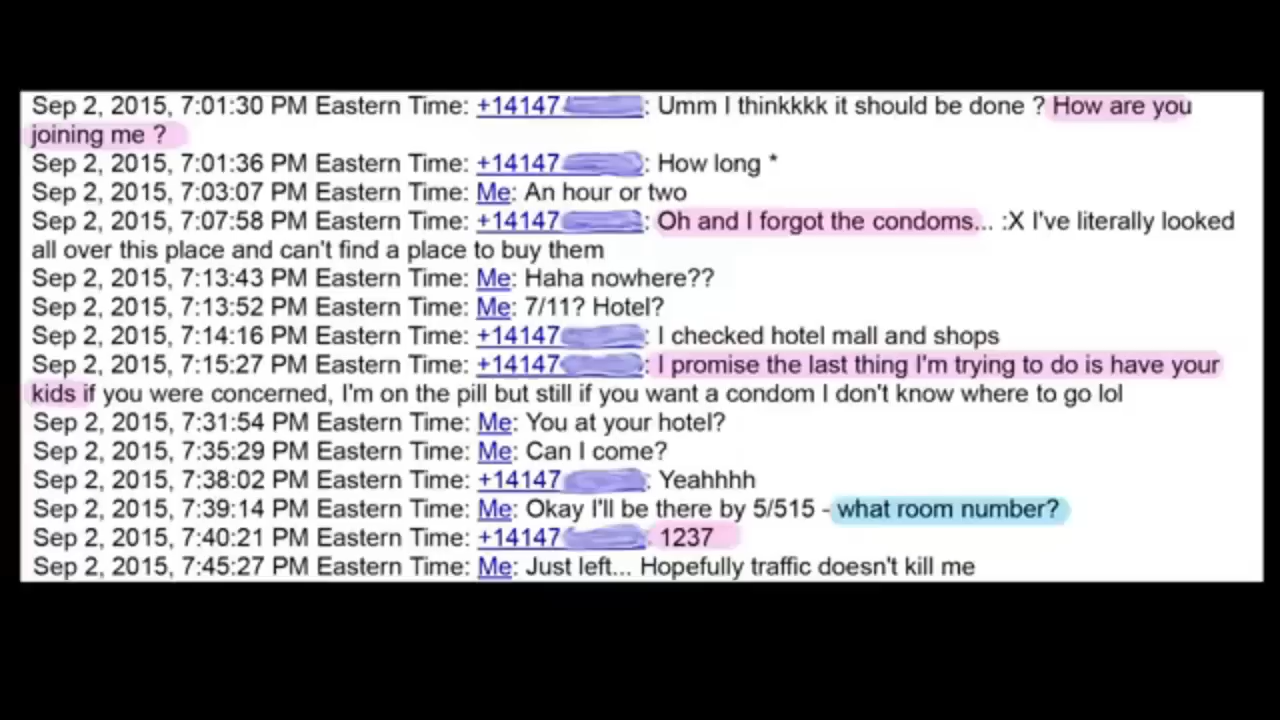 Sep 2, 2015, 7:01:30 PM Eastern Time: +14147 : Umm I thinkkkk it should be done ? How are you
joining me ?
Sep 2, 2015, 7:01:36 PM Eastern Time: +14147 : How long *
Sep 2, 2015, 7:03:07 PM Eastern Time: Me: An hour or two
Sep 2, 2015, 7:07:58 PM Eastern Time: +14147 : Oh and I forgot the condoms... :X I've literally looked
all over this place and can't find a place to buy them
Sep 2, 2015, 7:13:43 PM Eastern Time: Me: Haha nowhere??
Sep 2, 2015, 7:13:52 PM Eastern Time: Me: 7/11? Hotel?
Sep 2, 2015, 7:14:16 PM Eastern Time: +14147 : I checked hotel mall and shops
Sep 2, 2015, 7:15:27 PM Eastern Time: +14147 : I promise the last thing I'm trying to do is have your
kids if you were concerned, I'm on the pill but still if you want a condom I don't know where to go lol
Sep 2, 2015, 7:31:54 PM Eastern Time: Me: You at your hotel?
Sep 2, 2015, 7:35:29 PM Eastern Time: Me: Can I come?
Sep 2, 2015, 7:38:02 PM Eastern Time: +14147 : Yeahhhh
Sep 2, 2015, 7:39:14 PM Eastern Time: Me: Okay I'll be there by 5/515 - what room number?
Sep 2, 2015, 7:40:21 PM Eastern Time: +14147 : 1237
Sep 2, 2015, 7:45:27 PM Eastern Time: Me: Just left... Hopefully traffic doesn't kill me